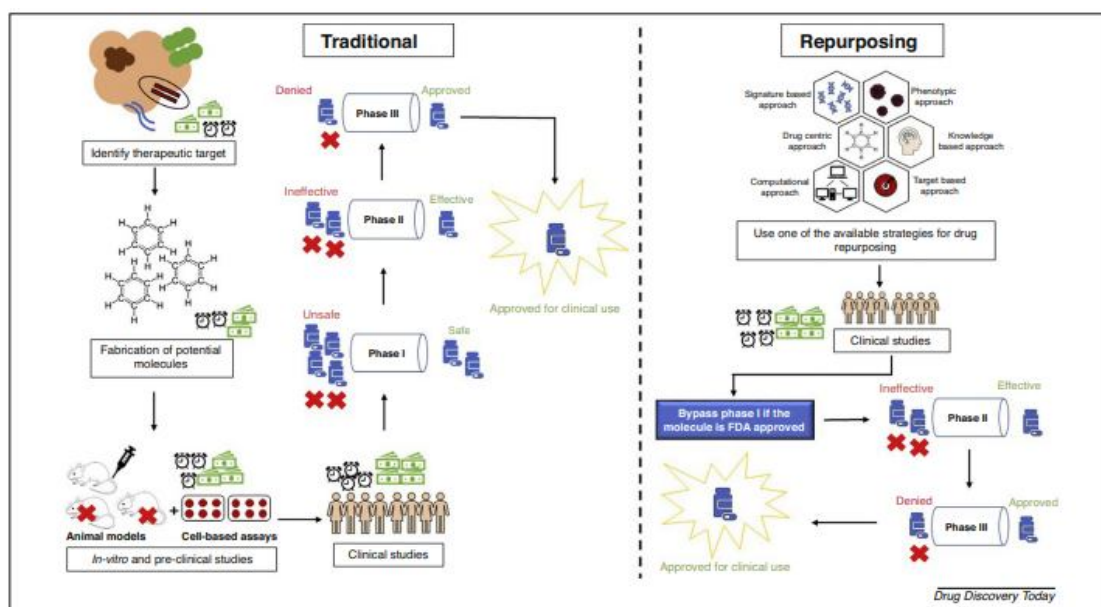 Traditional
Identify therapeutic target
H H H H H H
H H H H H H
H H H H H H
C C C C C C
C C C C C C
C C C C C C
Fabrication of potential
molecules
Animal models
+
Cell-based assays
In-vitro and pre-clinical studies
Clinical studies
Unsafe
Phase I
Safe
Ineffective
Phase II
Effective
Denied
Phase III
Approved
Approved for clinical use
Repurposing
Signature based
approach
Phenotypic
approach
Drug centric
approach
Knowledge
based approach
Computational
approach
Target based
approach
Use one of the available strategies for drug
repurposing
Clinical studies
Bypass phase I if the
molecule is FDA approved
Ineffective
Phase II
Effective
Denied
Phase III
Approved
Approved for clinical use
Drug Discovery Today